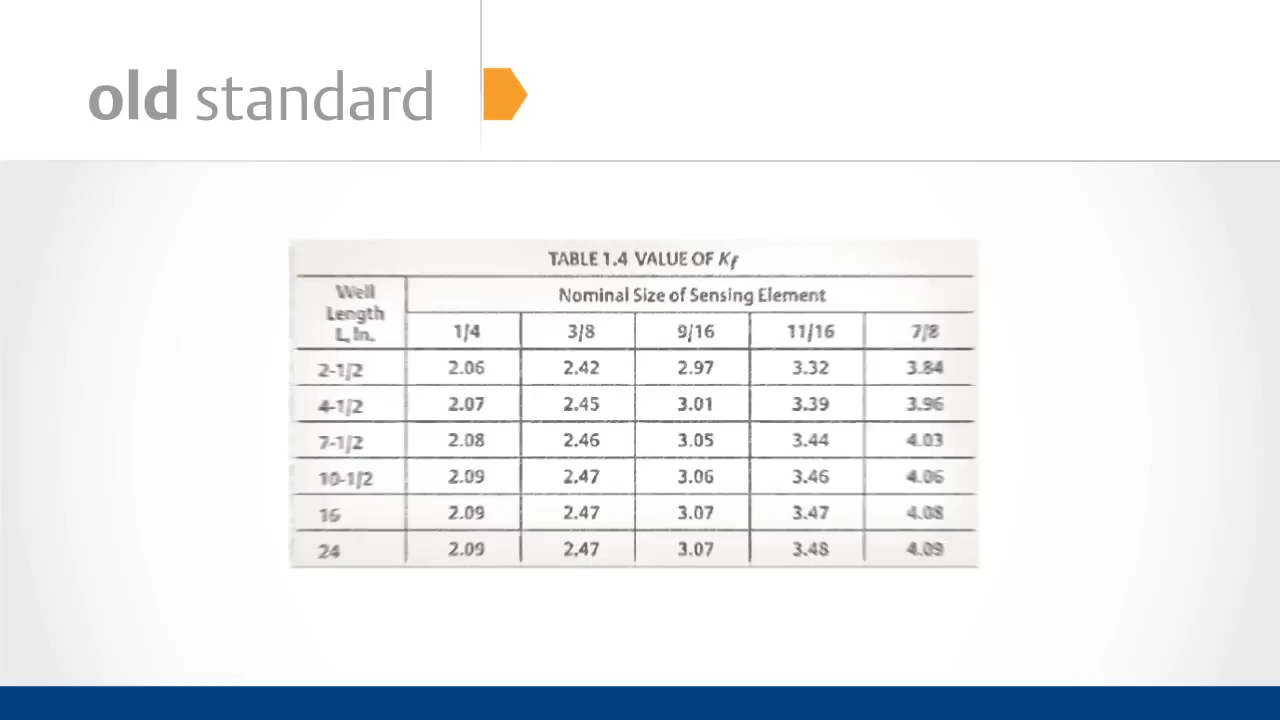 old standard
TABLE 1.4 VALUE OF Kf
Well Length L, In.
Nominal Size of Sensing Element
1/4 3/8 9/16 11/16 7/8
2-1/2 2.06 2.42 2.97 3.32 3.84
4-1/2 2.07 2.45 3.01 3.39 3.96
7-1/2 2.08 2.46 3.05 3.44 4.03
10-1/2 2.09 2.47 3.06 3.46 4.06
16 2.09 2.47 3.07 3.47 4.08
24 2.09 2.47 3.07 3.48 4.09